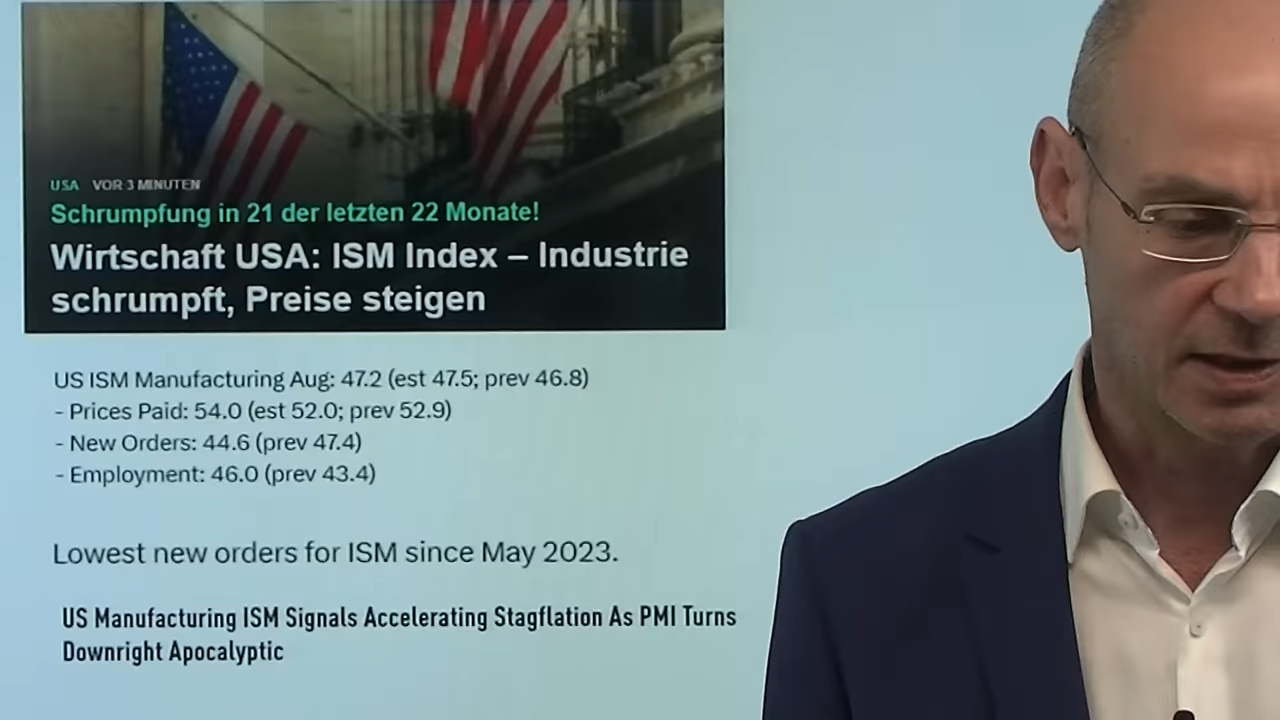 USA VOR 3 MINUTEN
Schrumpfung in 21 der letzten 22 Monate!
Wirtschaft USA: ISM Index – Industrie
schrumpft, Preise steigen
US ISM Manufacturing Aug: 47.2 (est 47.5; prev 46.8)
- Prices Paid: 54.0 (est 52.0; prev 52.9)
- New Orders: 44.6 (prev 47.4)
- Employment: 46.0 (prev 43.4)
Lowest new orders for ISM since May 2023.
US Manufacturing ISM Signals Accelerating Stagflation As PMI Turns
Downright Apocalyptic